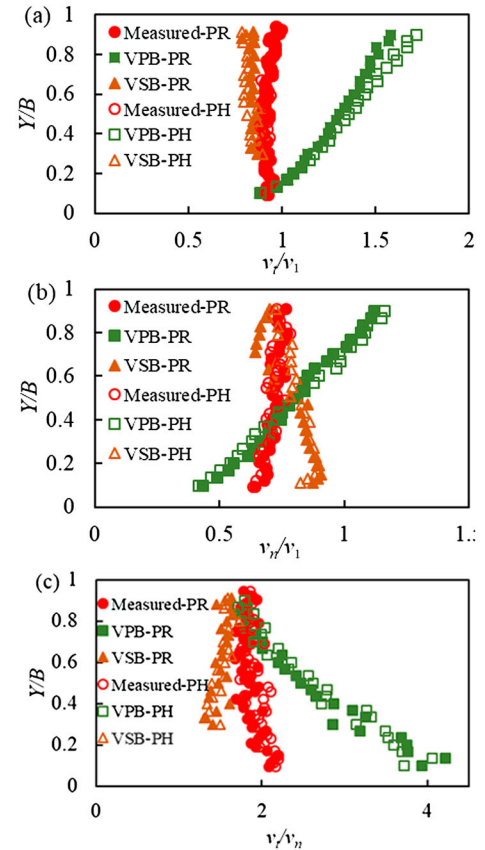 (a)
1
0.8
0.6
0.4
0.2
0
Y/B
Measured-PR
VPB-PR
VSB-PR
Measured-PH
VPB-PH
VSB-PH
0 0.5 1 1.5 2
vt/v1
(b)
1
0.8
0.6
0.4
0.2
0
Y/B
Measured-PR
VPB-PR
VSB-PR
Measured-PH
VPB-PH
VSB-PH
0 0.5 1 1.:
vn/v1
(c)
1
0.8
0.6
0.4
0.2
0
Y/B
Measured-PR
VPB-PR
VSB-PR
Measured-PH
VPB-PH
VSB-PH
0 2 4
vt/vn